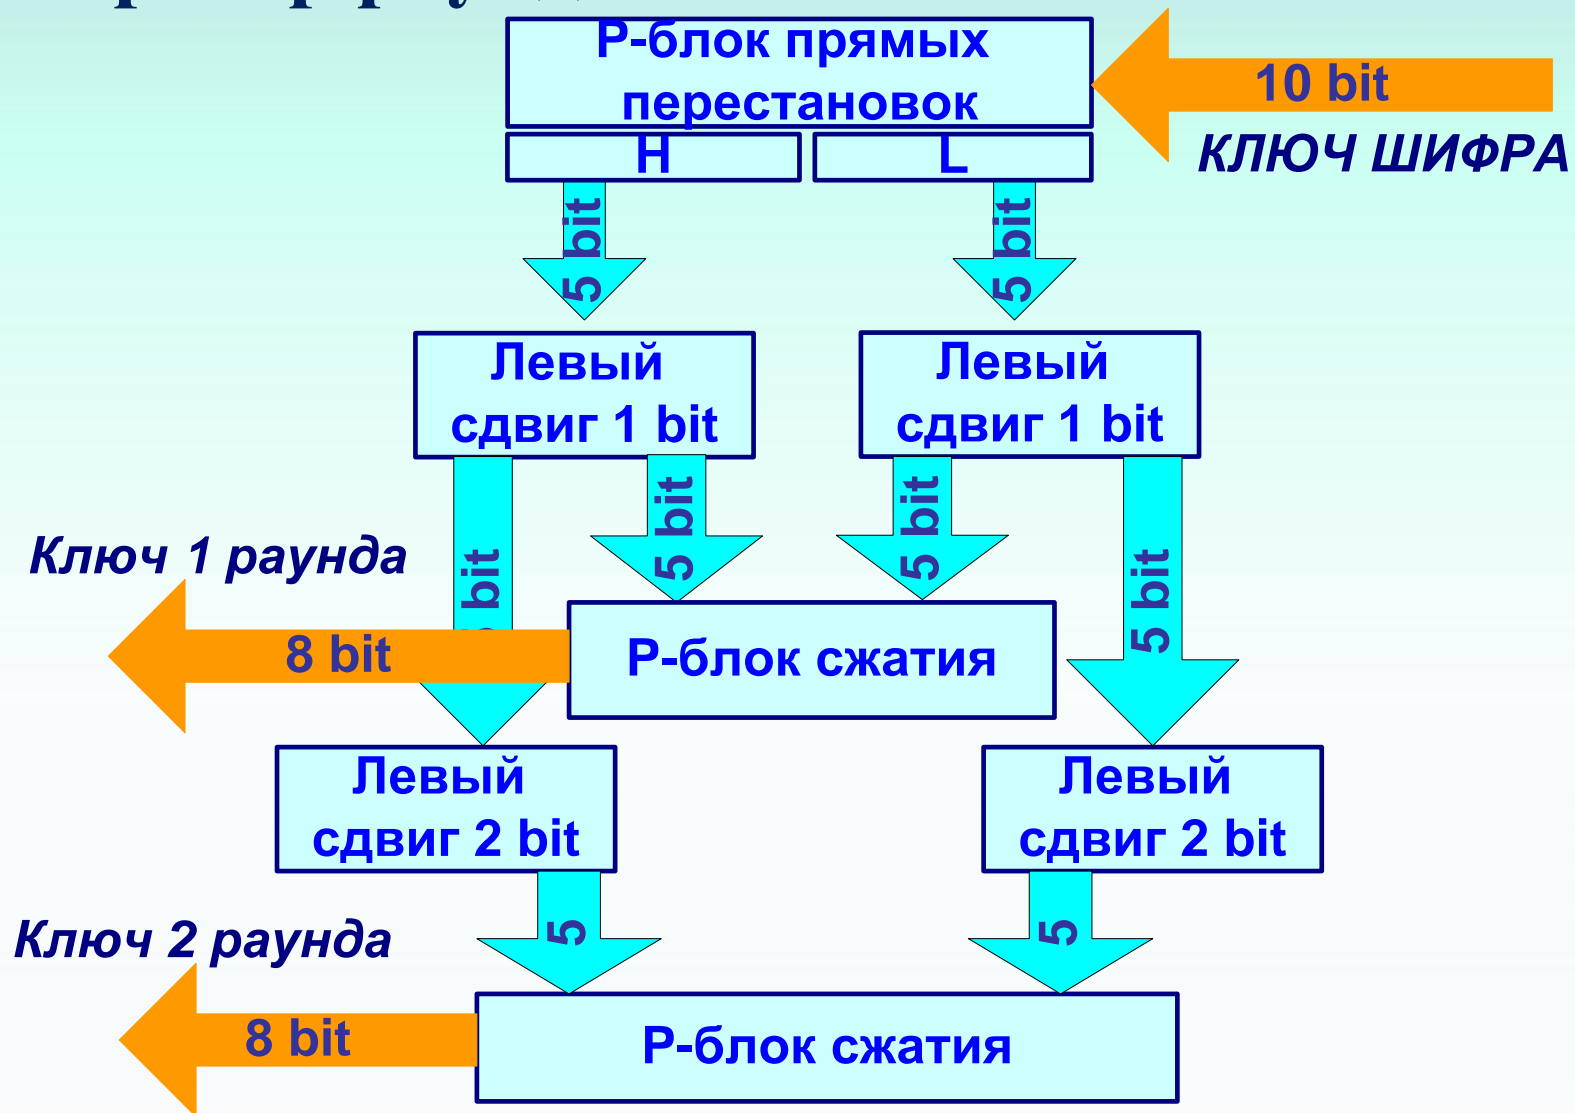 Р-блок прямых
перестановок
10 bit
H
L
КЛЮЧ ШИФРА
5 bit
5 bit
Левый
сдвиг 1 bit
Левый
сдвиг 1 bit
5 bit
5 bit
bit
5 bit
Ключ 1 раунда
8 bit
Р-блок сжатия
Левый
сдвиг 2 bit
Левый
сдвиг 2 bit
5
5
Ключ 2 раунда
8 bit
Р-блок сжатия